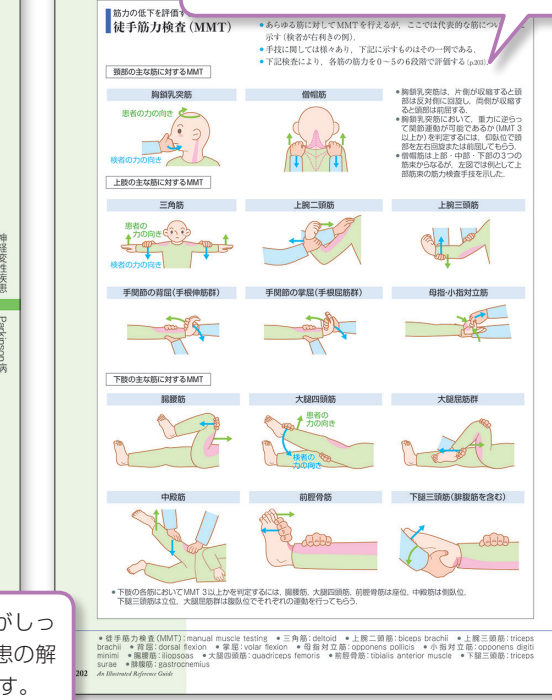 筋力の低下を評価す
徒手筋力検査（MMT）
●あらゆる筋に対してMMTを行えるが，ここでは代表的な筋につ
示す（検者が右利きの例）．
●手技に関しては様々あり，下記に示すものはその一例である．
●下記検査により，各筋の筋力を0〜5の6段階で評価する（p.203）．
頸部の主な筋に対するMMT
胸鎖乳突筋
僧帽筋
患者の力の向き
検者の力の向き
●胸鎖乳突筋は，片側が収縮すると頭
部は反対側に回旋し，両側が収縮す
ると頭部は前屈する．
●胸鎖乳突筋において，重力に逆らっ
て関節運動が可能であるか（MMT 3
以上か）を判定するには，仰臥位で頭
部を左右回旋または前屈してもらう．
●僧帽筋は上部・中部・下部の3つの
筋束からなるが，左図では例として上
部筋束の筋力検査手技を示した．
上肢の主な筋に対するMMT
三角筋
上腕二頭筋
上腕三頭筋
患者の
力の向き
検者の力の向き
手関節の背屈（手根伸筋群）
手関節の掌屈（手根屈筋群）
母指・小指対立筋
下肢の主な筋に対するMMT
腸腰筋
大腿四頭筋
大腿屈筋群
患者の
力の向き
検者の
力の向き
中殿筋
前脛骨筋
下腿三頭筋（腓腹筋を含む）
●下肢の各筋においてMMT 3以上かを判定するには，腸腰筋，大腿四頭筋，前脛骨筋は座位，中殿筋は側臥位，
下腿三頭筋は立位，大腿屈筋群は腹臥位でそれぞれの運動を行ってもらう．
●徒手筋力検査（MMT）：manual muscle testing ●三角筋：deltoid ●上腕二頭筋：biceps brachii ●上腕三頭筋：triceps
brachii ●背屈：dorsal flexion ●掌屈：volar flexion ●母指対立筋：opponens pollicis ●小指対立筋：opponens digiti
minimi ●腸腰筋：iliopsoas ●大腿四頭筋：quadriceps femoris ●前脛骨筋：tibialis anterior muscle ●下腿三頭筋：triceps
surae ●腓腹筋：gastrocnemius
202 An Illustrated Reference Guide
神経変性疾患
Parkinson病
がしっ
患の解
す。